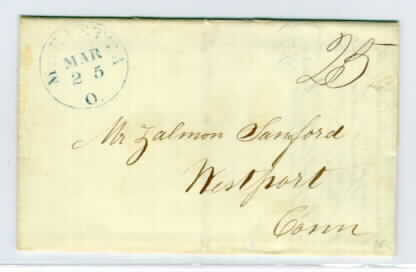 MAR
25
O.
25
Mr Zalmon Sanford
Westport
Conn